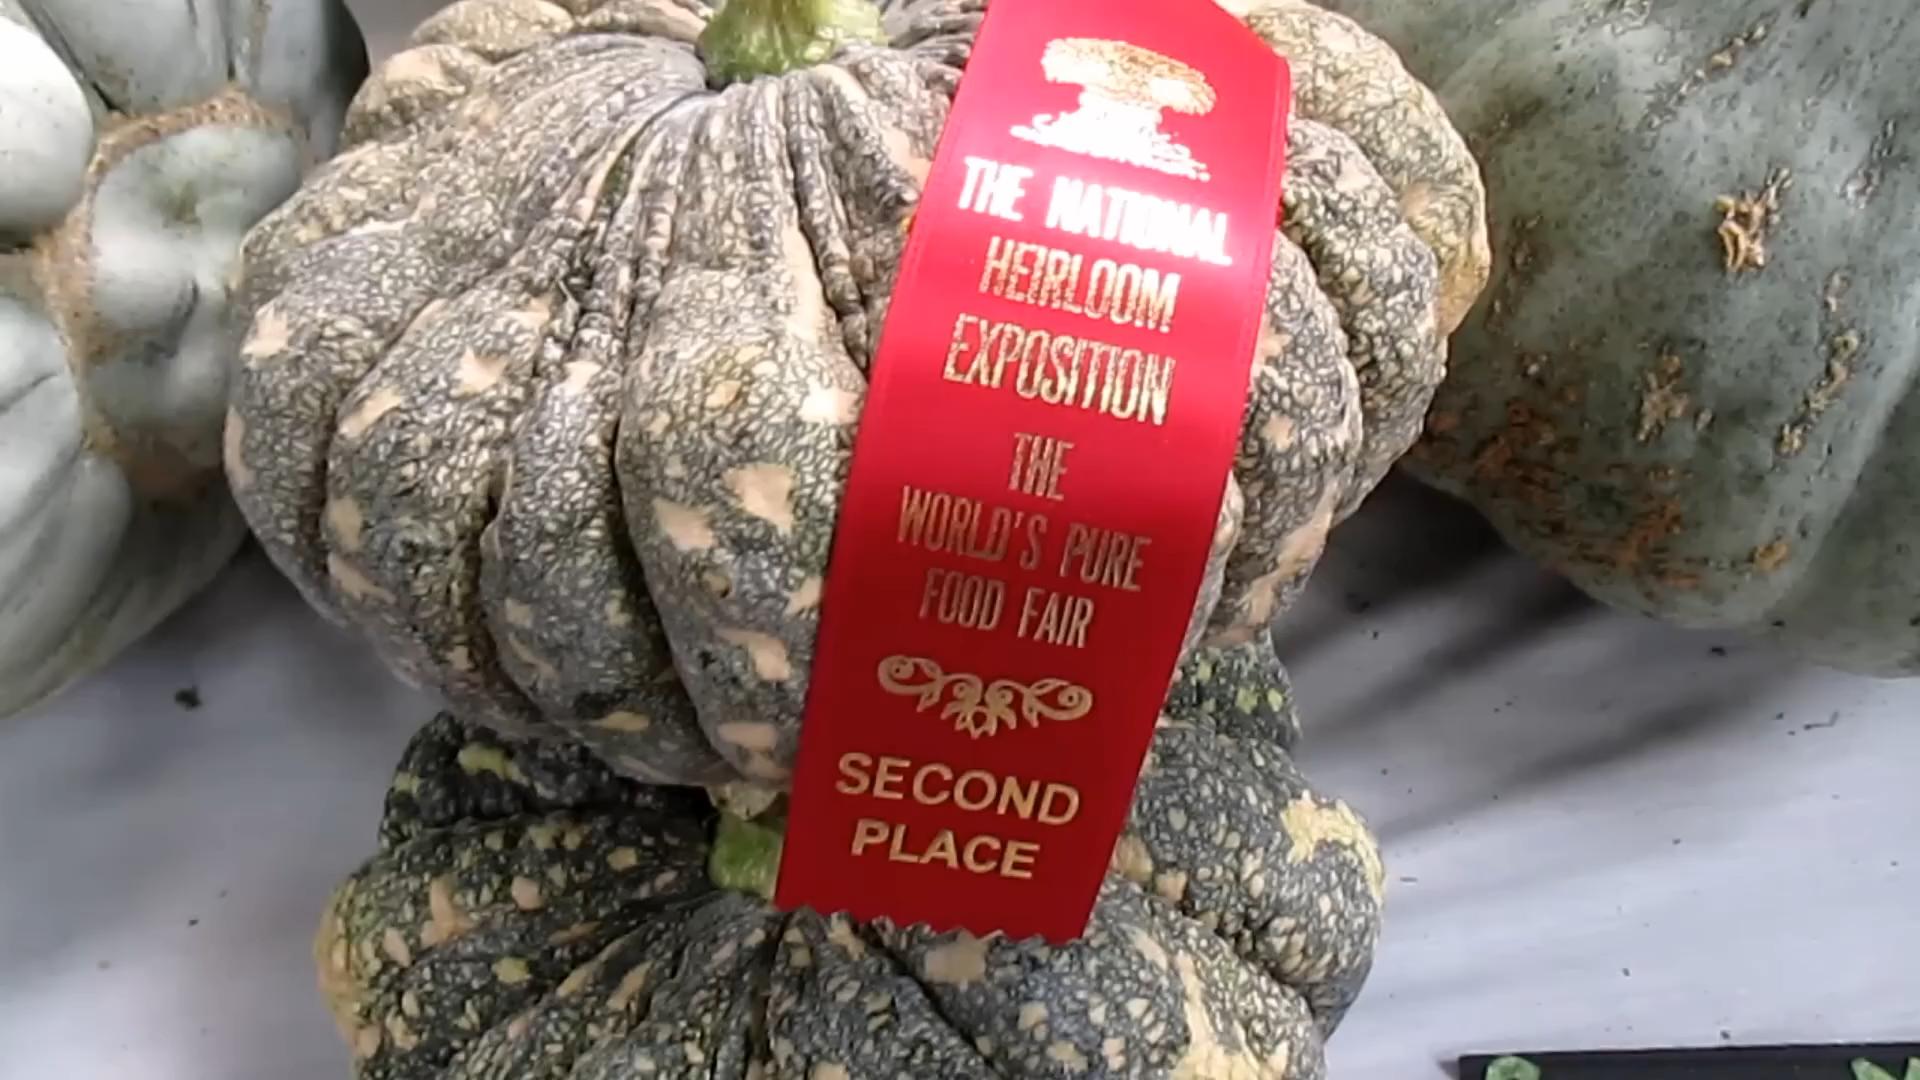 THE NATIONAL
HEIRLOOM
EXPOSITION
THE
WORLD'S PURE
FOOD FAIR
SECOND
PLACE